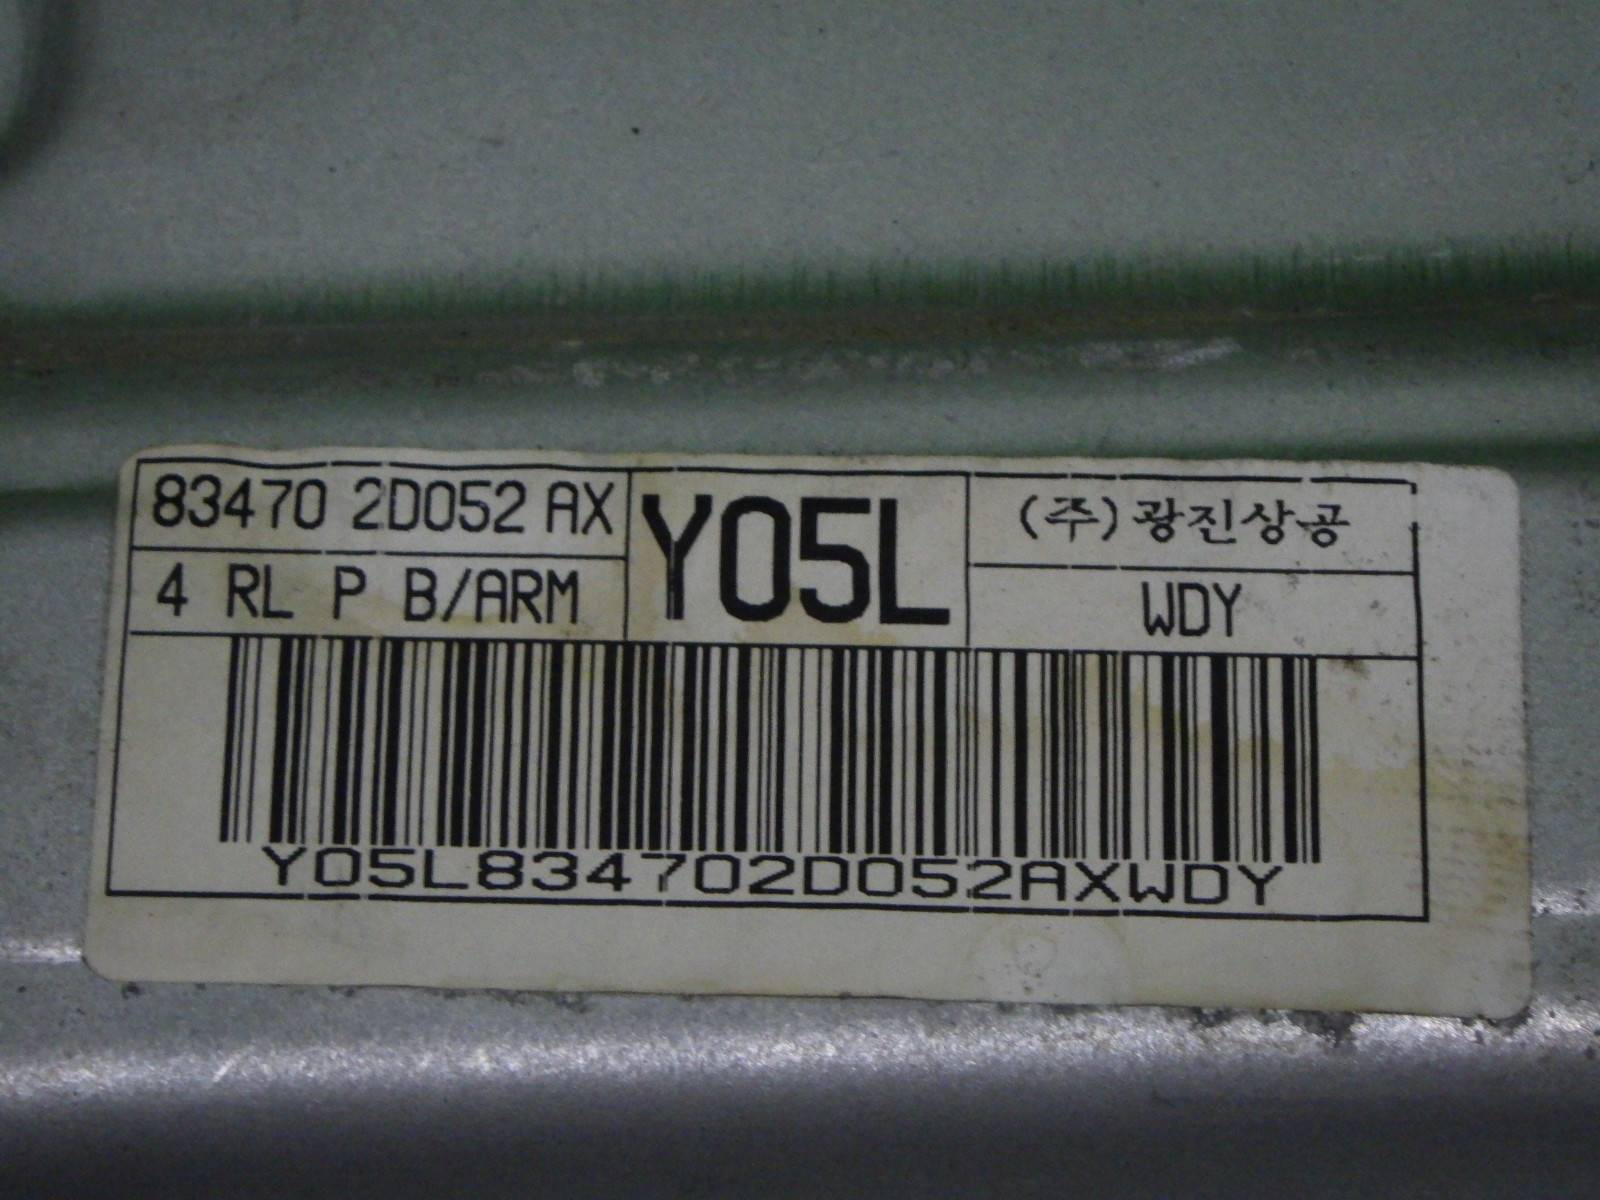 83470 2D052 AX
4 RL P B/ARM
Y05L
(주)광진상공
WDY
Y05L834702D052AXWDY